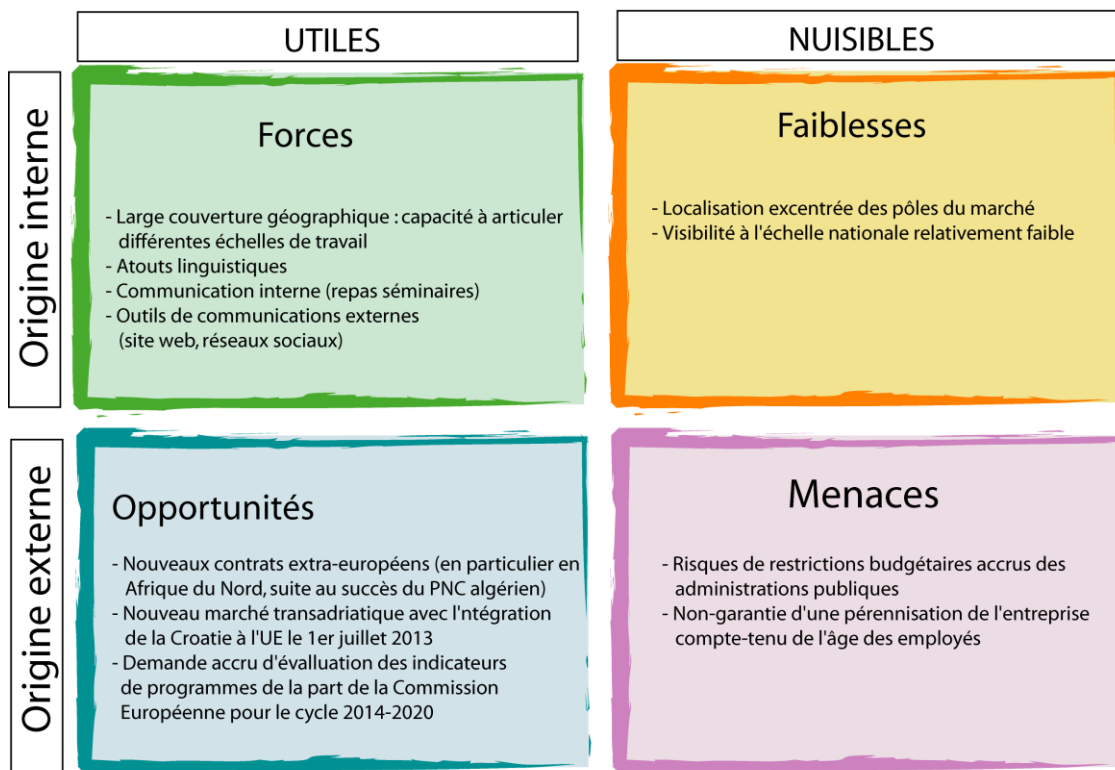 UTILES
NUISIBLES
Origine interne
Forces
- Large couverture géographique : capacité à articuler
différentes échelles de travail
- Atouts linguistiques
- Communication interne (repas séminaires)
- Outils de communications externes
(site web, réseaux sociaux)
Faiblesses
- Localisation excentrée des pôles du marché
- Visibilité à l'échelle nationale relativement faible
Origine externe
Opportunités
- Nouveaux contrats extra-européens (en particulier en
Afrique du Nord, suite au succès du PNC algérien)
- Nouveau marché transadriatique avec l'ntégration
de la Croatie à l'UE le 1er juillet 2013
- Demande accru d'évalluation des indicateurs
de programmes de la part de la Commission
Européenne pour le cycle 2014-2020
Menaces
- Risques de restrictions budgétaires accrus des
administrations publiques
- Non-garantie d'une pérennisation de l'entreprise
compte-tenu de l'âge des employés